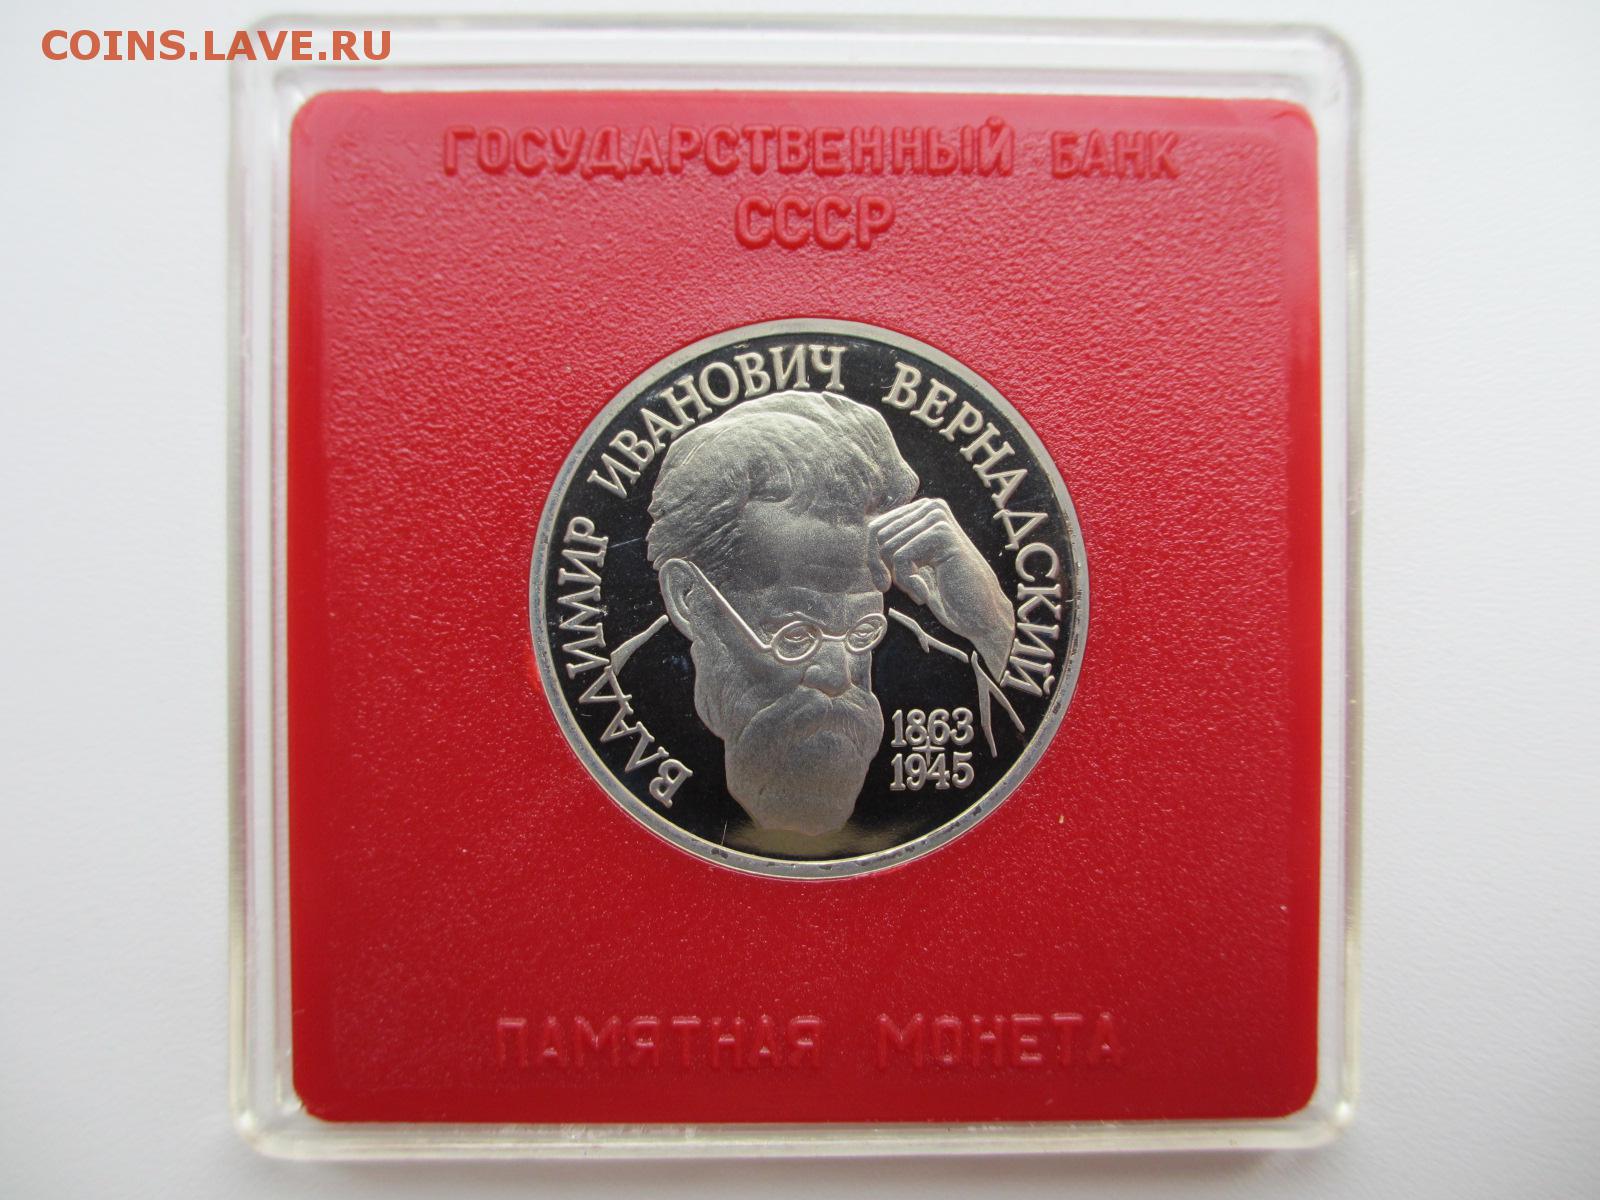 COINS.LAVE.RU
ГОСУДАРСТВЕННЫЙ БАНК
СССР
ВЛАДИМИР ИВАНОВИЧ ВЕРНАДСКИЙ
1863
1945
ПАМЯТНАЯ МОНЕТА